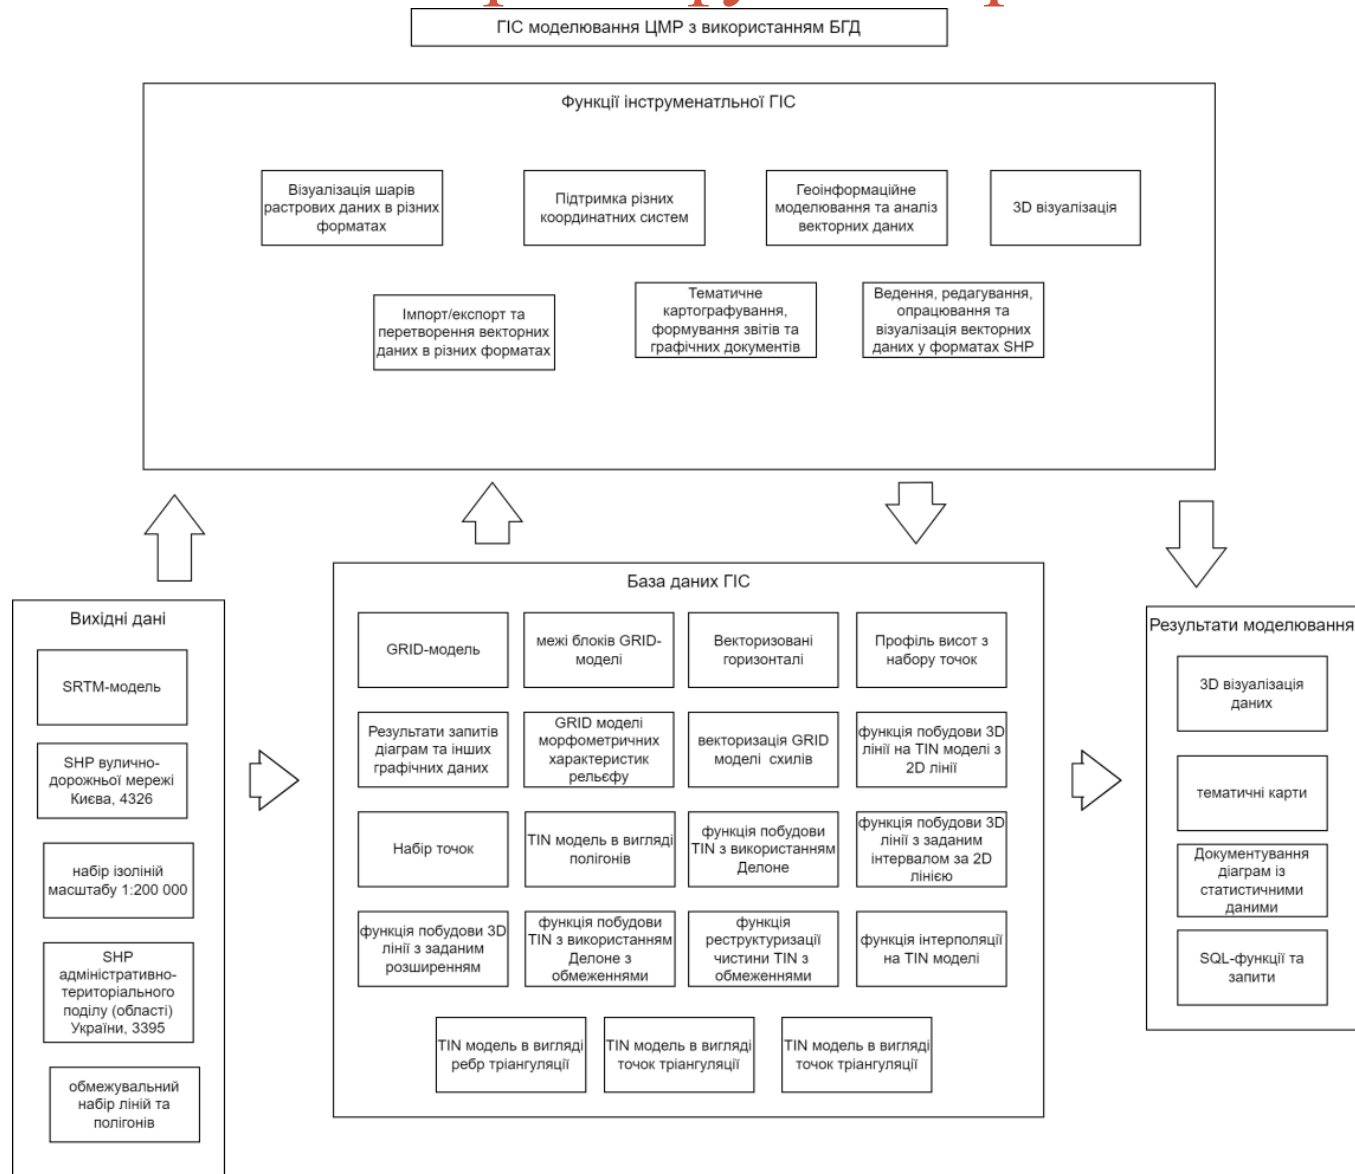 ГІС моделювання ЦМР з використанням БГД
Функції інструменатльної ГІС
Візуалізація шарів
растрових даних в різних
форматах
Підтримка різних
координатних систем
Геоінформаційне
моделювання та аналіз
векторних даних
3D візуалізація
Імпорт/експорт та
перетворення векторних
даних в різних форматах
Тематичне
картографування,
формування звітів та
графічних документів
Ведення, редагування,
опрацювання та
візуалізація векторних
даних у форматах SHP
Вихідні дані
SRTM-модель
SHP вулично-
дорожньої мережі
Києва, 4326
набір ізоліній
масштабу 1:200 000
SHP
адміністративно-
територіального
поділу (області)
України, 3395
обмежувальний
набір ліній та
полігонів
База даних ГІС
GRID-модель
межі блоків GRID-
моделі
Векторизовані
горизонталі
Профіль висот з
набору точок
Результати запитів
діаграм та інших
графічних даних
GRID моделі
морфометричних
характеристик
рельєфу
векторизація GRID
моделі схилів
функція побудови 3D
лінії на TIN моделі з
2D лінії
Набір точок
TIN модель в вигляді
полігонів
функція побудови
TIN з використанням
Делоне
функція побудови 3D
лінії з заданим
інтервалом за 2D
лінією
функція побудови 3D
лінії з заданим
розширенням
функція побудови
TIN з використанням
Делоне з
обмеженнями
функція
реструктуризації
чистини TIN з
обмеженнями
функція інтерполяції
на TIN моделі
TIN модель в вигляді
ребр тріангуляції
TIN модель в вигляді
точок тріангуляції
TIN модель в вигляді
точок тріангуляції
Результати моделювання
3D візуалізація
даних
тематичні карти
Документування
діаграм із
статистичними
даними
SQL-функції та
запити